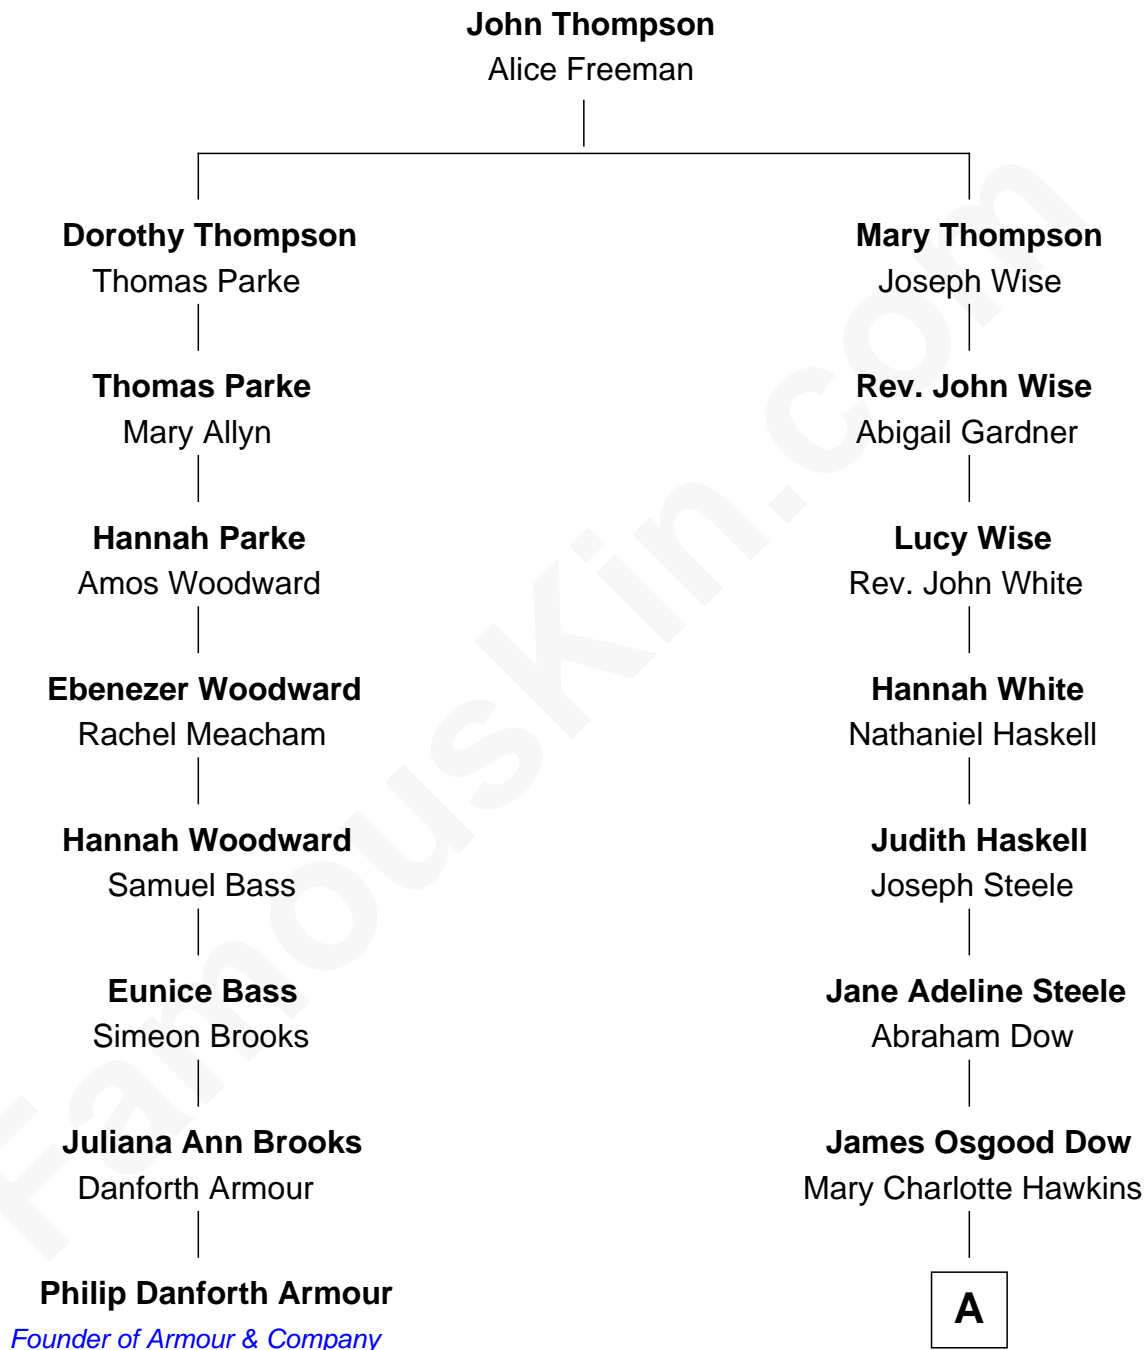 John Thompson
Alice Freeman
Dorothy Thompson
Thomas Parke
Mary Thompson
Joseph Wise
Thomas Parke
Mary Allyn
Rev. John Wise
Abigail Gardner
Hannah Parke
Amos Woodward
Lucy Wise
Rev. John White
Ebenezer Woodward
Rachel Meacham
Hannah White
Nathaniel Haskell
Hannah Woodward
Samuel Bass
Judith Haskell
Joseph Steele
Eunice Bass
Simeon Brooks
Jane Adeline Steele
Abraham Dow
Juliana Ann Brooks
Danforth Armour
James Osgood Dow
Mary Charlotte Hawkins
Philip Danforth Armour
Founder of Armour & Company
A
FamousKin.com